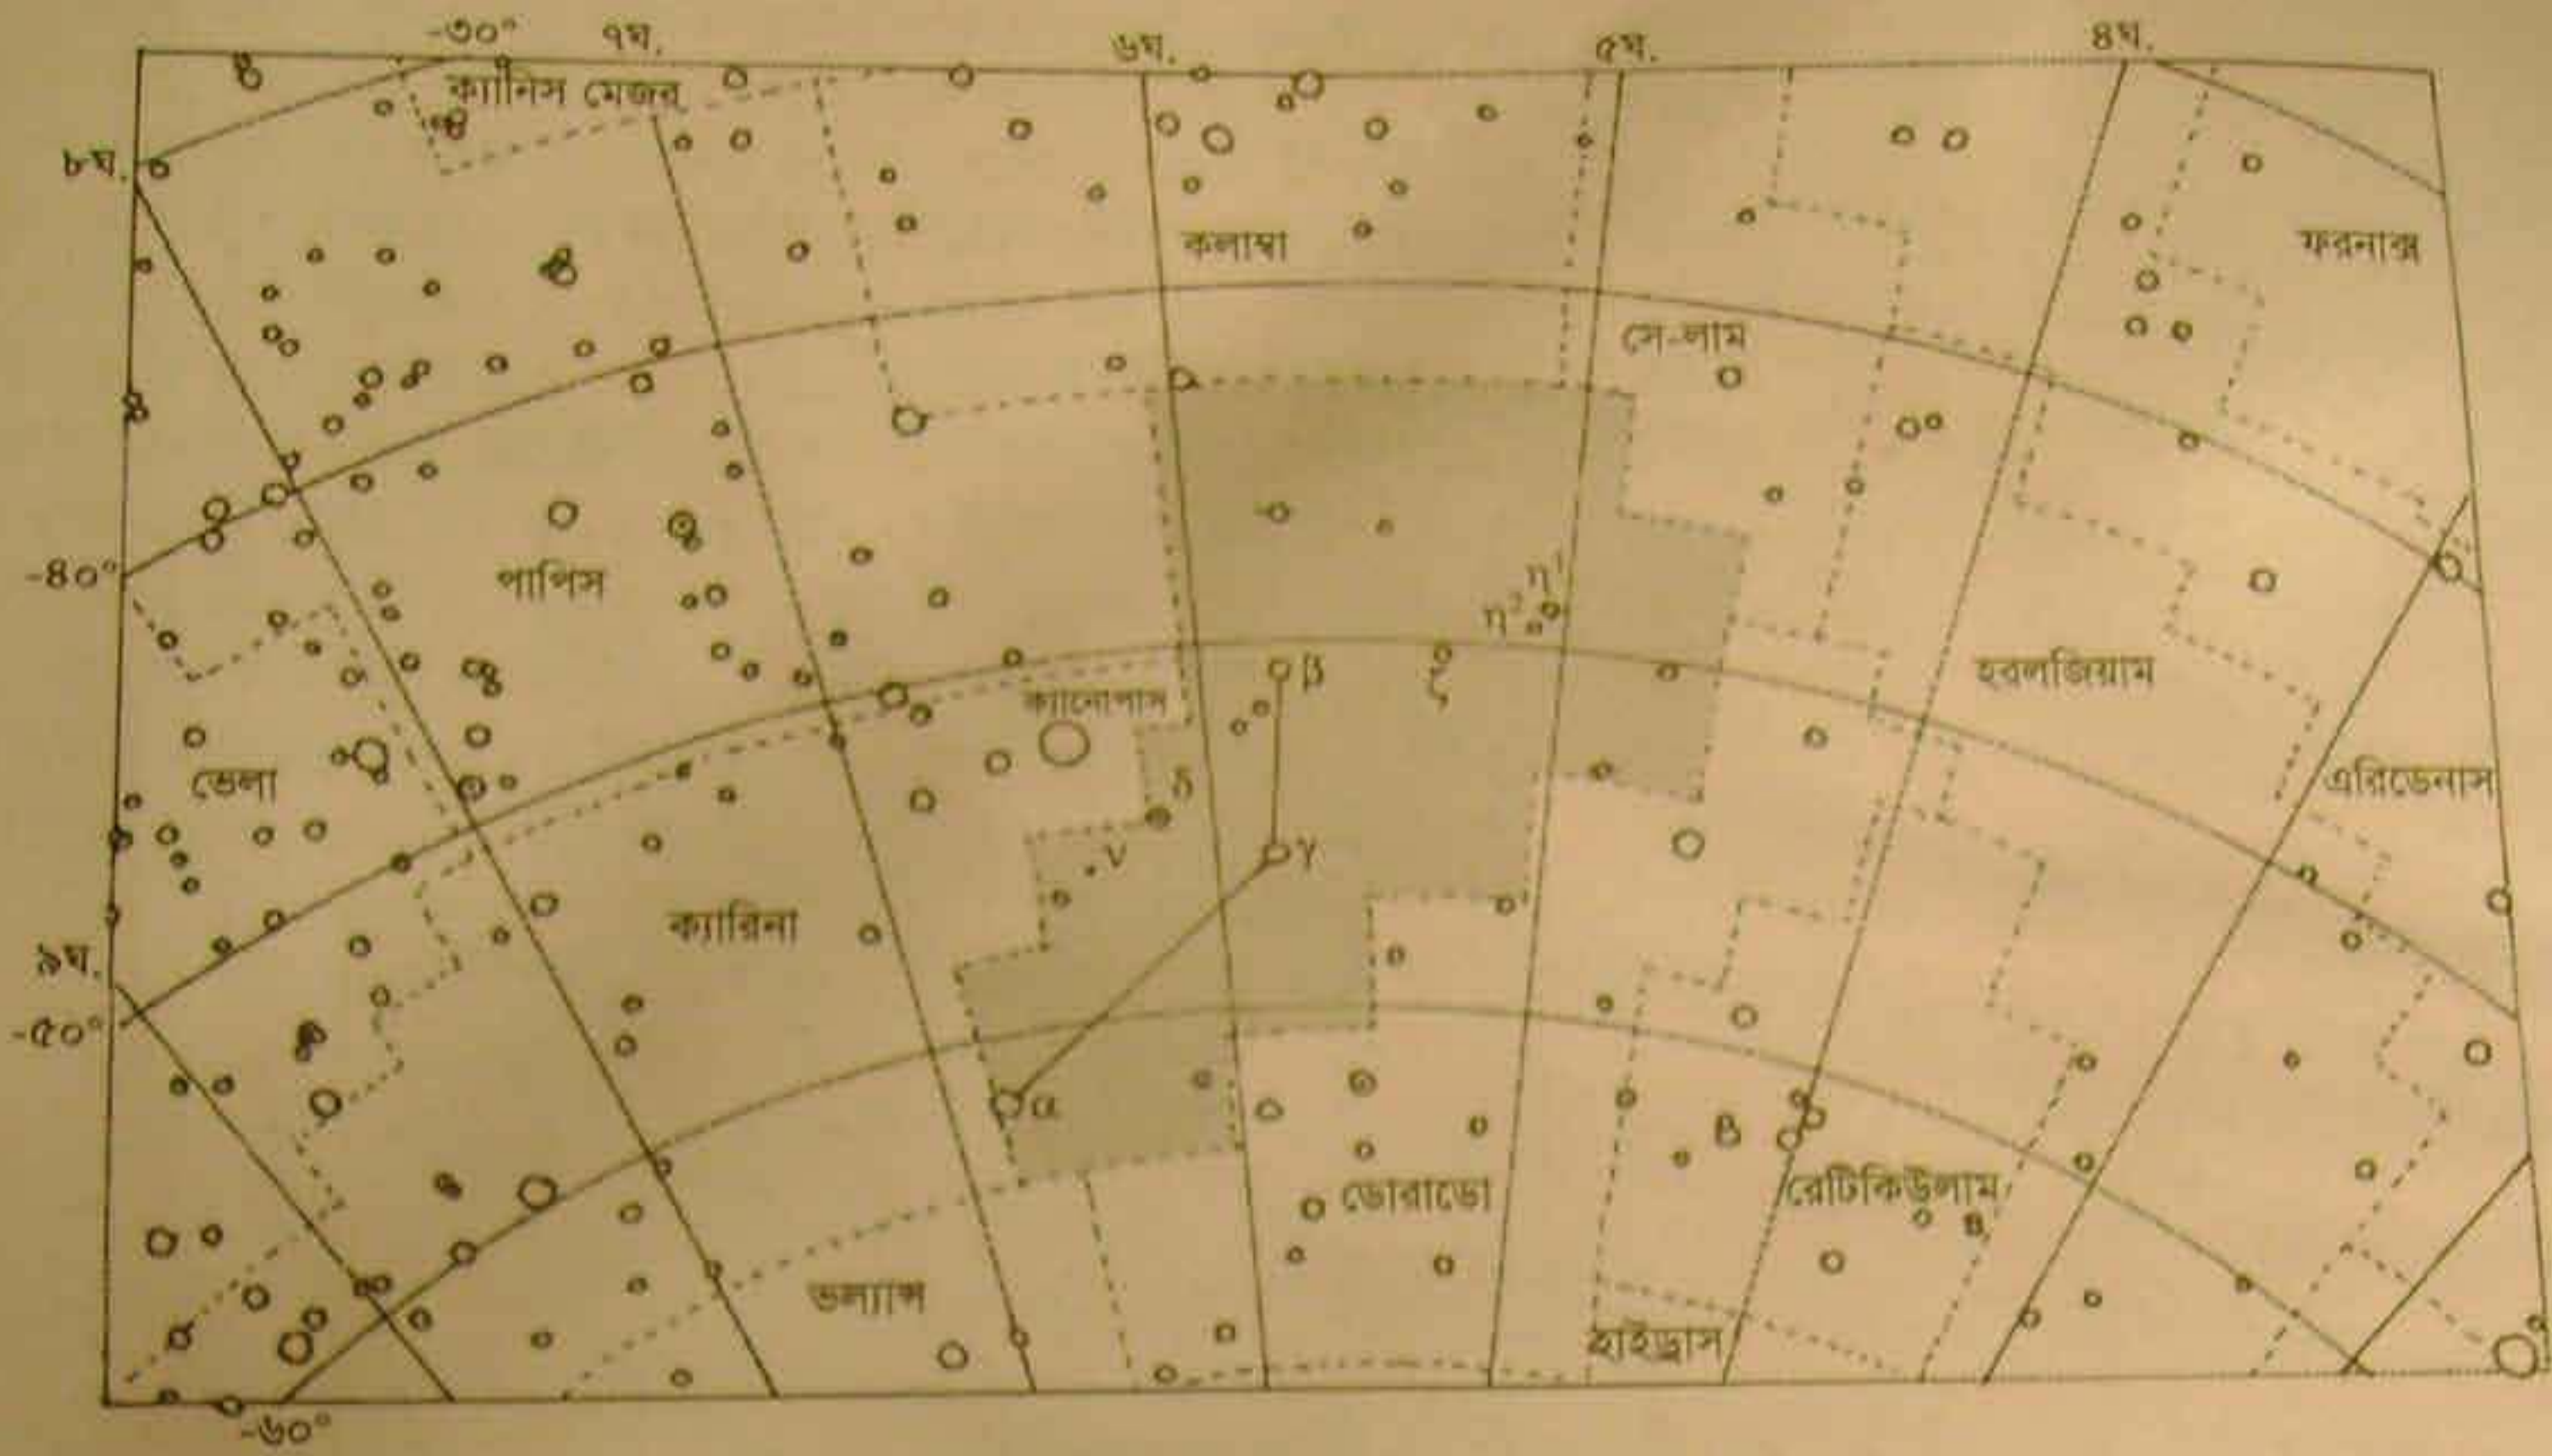 -৩০° ৭ঘ. ৬ঘ. ৫ঘ. ৪ঘ.
ক্যানিস মেজর
৮ঘ.
কলাম্বা
ফরনাক্স
সে-লাম
-৪০°
পাপিস
η¹
η²
β
ζ
ক্যানোপাস
হরলজিয়াম
ভেলা
δ
এরিডেনাস
ν
γ
ক্যারিনা
৯ঘ.
-৫০°
α
β
ডোরাডো
রেটিকিউলাম
ভল্যান্স
হাইড্রাস
-৬০°